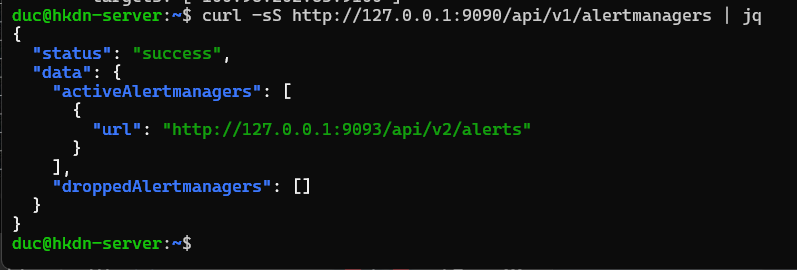 duc@hkdn-server:~$ curl -sS http://127.0.0.1:9090/api/v1/alertmanagers | jq
{
  "status": "success",
  "data": {
    "activeAlertmanagers": [
      {
        "url": "http://127.0.0.1:9093/api/v2/alerts"
      }
    ],
    "droppedAlertmanagers": []
  }
}
duc@hkdn-server:~$